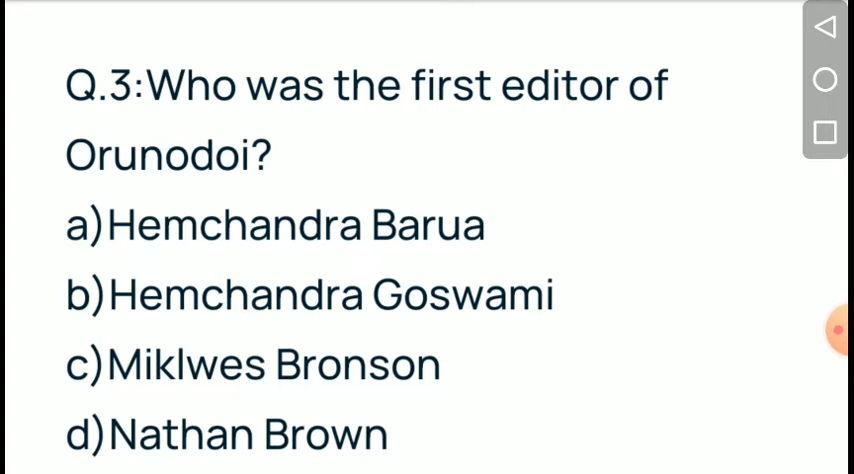 Q.3:Who was the first editor of
Orunodoi?
a)Hemchandra Barua
b)Hemchandra Goswami
c)Miklwes Bronson
d)Nathan Brown